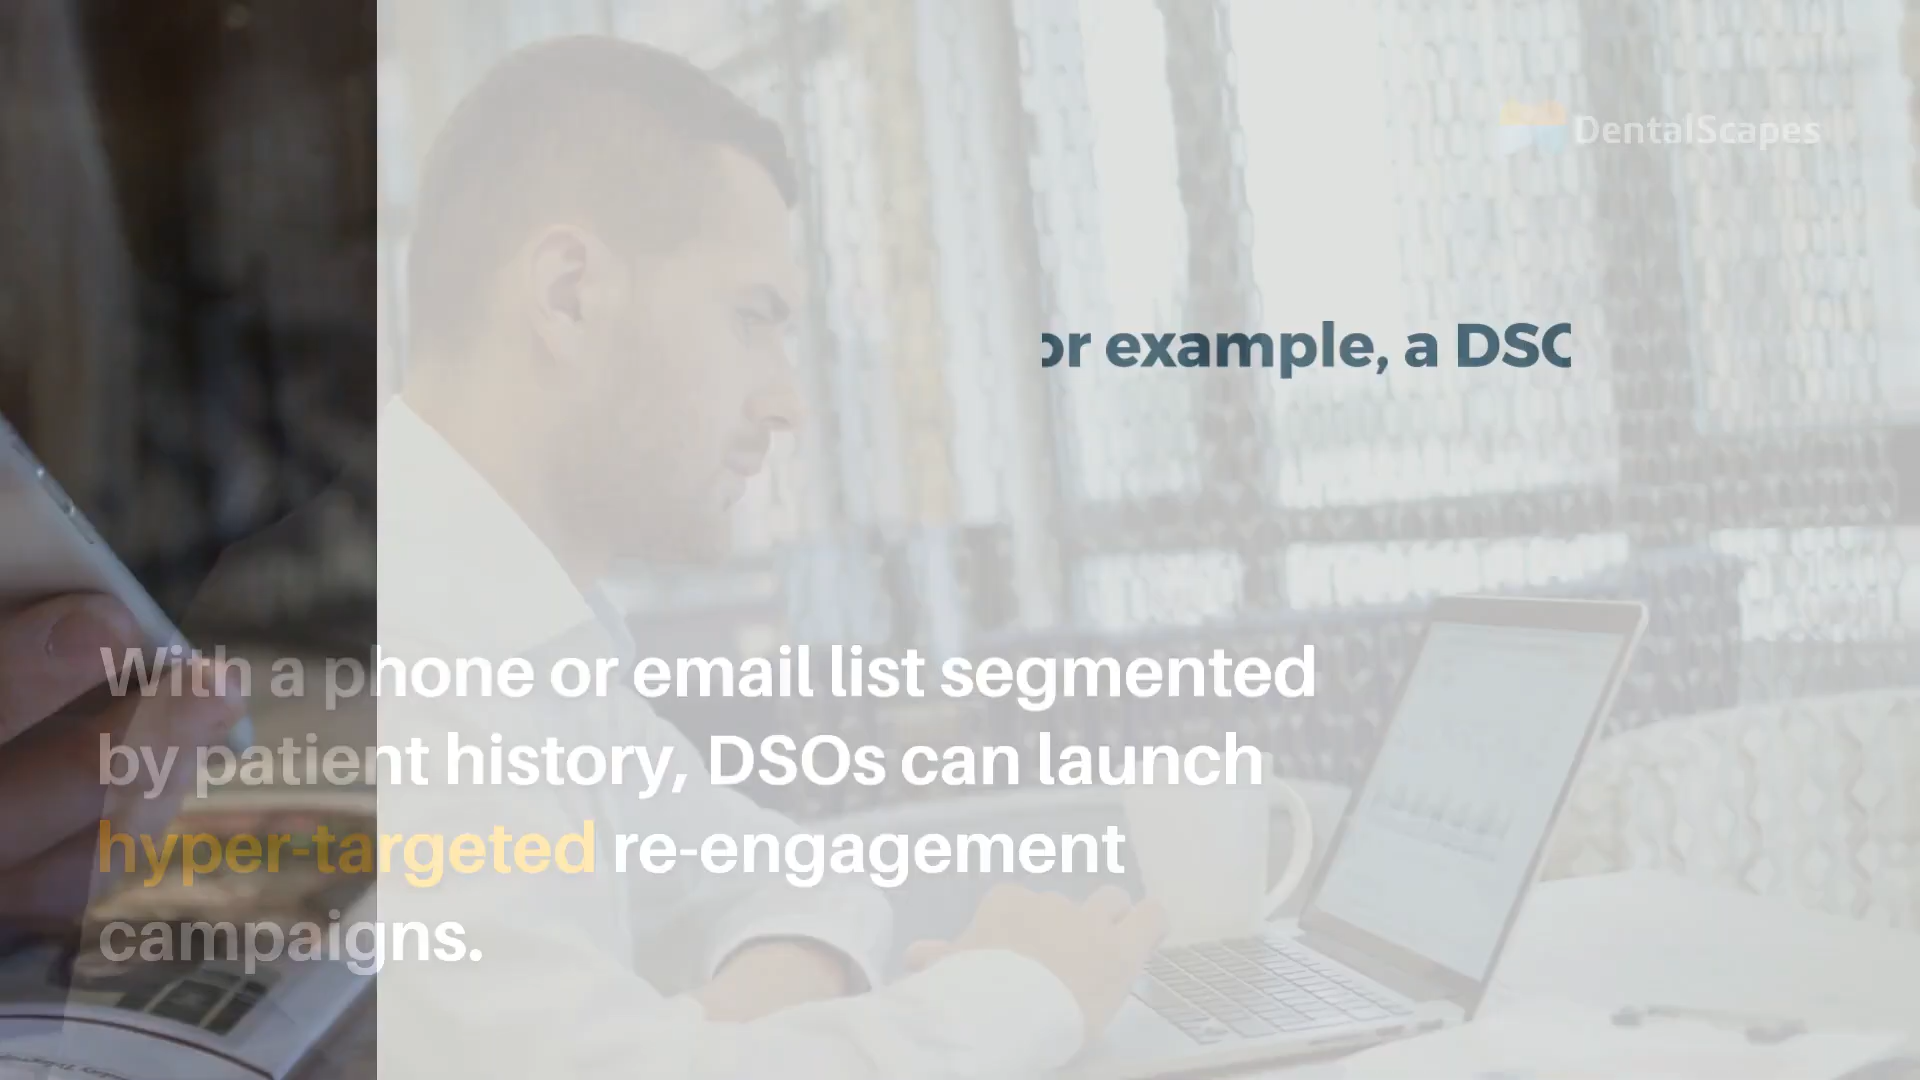 DentalScapes
or example, a DSO
With a phone or email list segmented
by patient history, DSOs can launch
hyper-targeted re-engagement
campaigns.